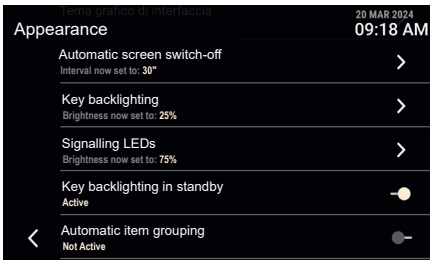 Tema grafico di interfaccia
20 MAR 2024
Appearance
09:18 AM
Automatic screen switch-off
Interval now set to: 30"
Key backlighting
Brightness now set to: 25%
Signalling LEDs
Brightness now set to: 75%
Key backlighting in standby
Active
Automatic item grouping
Not Active